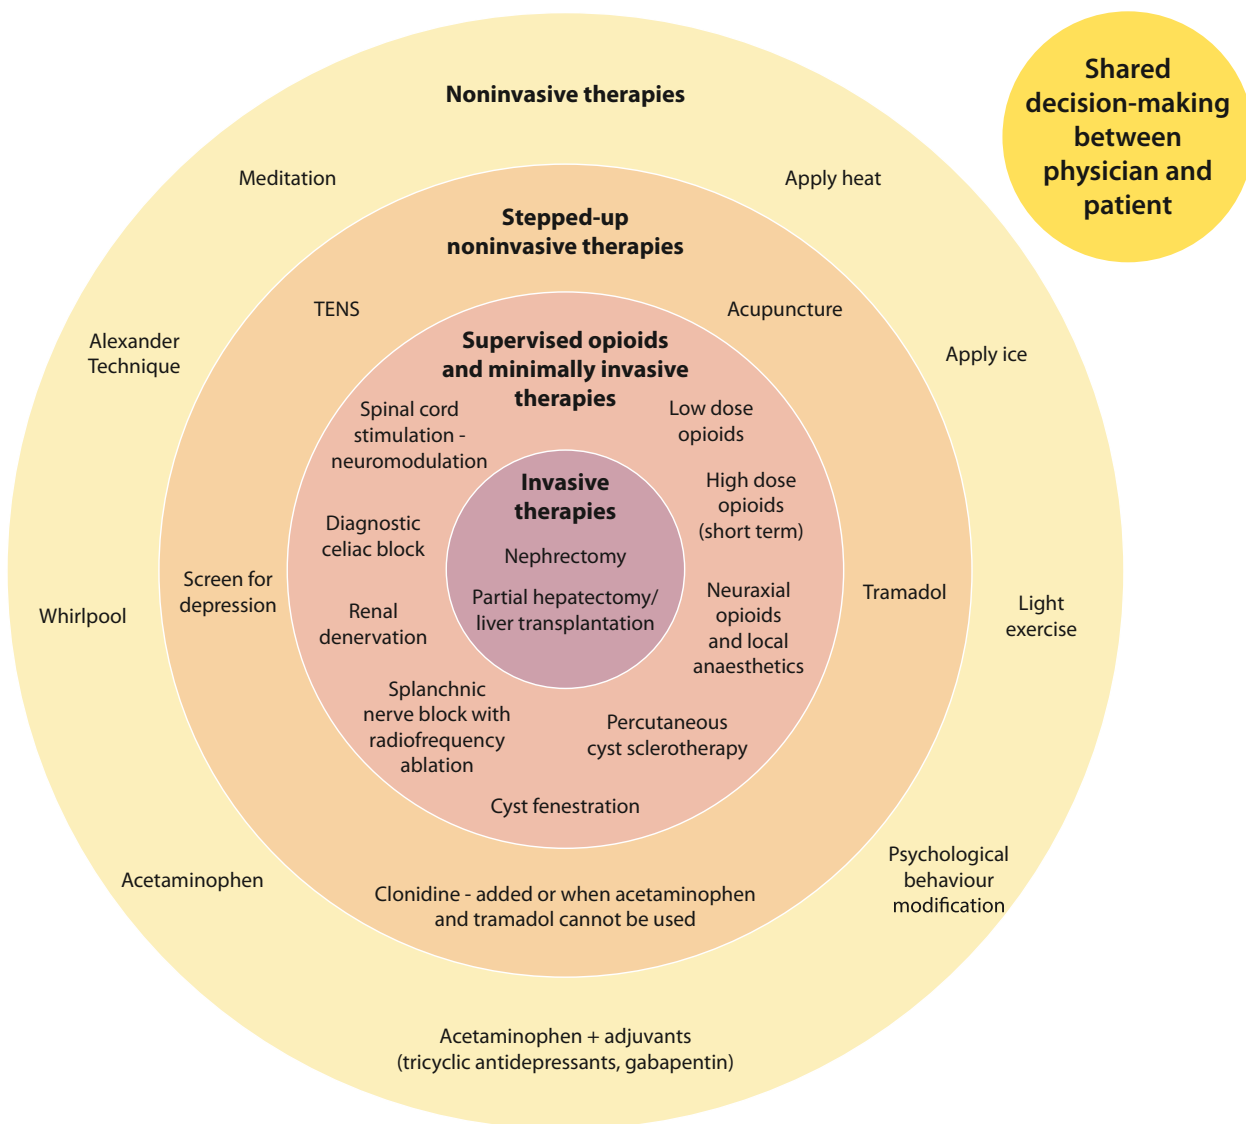 Shared
decision-making
between
physician and
patient
Noninvasive therapies
Meditation
Apply heat
Alexander
Technique
Apply ice
Whirlpool
Light
exercise
Acetaminophen
Psychological
behaviour
modification
Acetaminophen + adjuvants
(tricyclic antidepressants, gabapentin)
Stepped-up
noninvasive therapies
TENS
Acupuncture
Screen for
depression
Tramadol
Clonidine - added or when acetaminophen
and tramadol cannot be used
Supervised opioids
and minimally invasive
therapies
Spinal cord
stimulation -
neuromodulation
Low dose
opioids
High dose
opioids
(short term)
Diagnostic
celiac block
Renal
denervation
Neuraxial
opioids
and local
anaesthetics
Splanchnic
nerve block with
radiofrequency
ablation
Percutaneous
cyst sclerotherapy
Cyst fenestration
Invasive
therapies
Nephrectomy
Partial hepatectomy/
liver transplantation